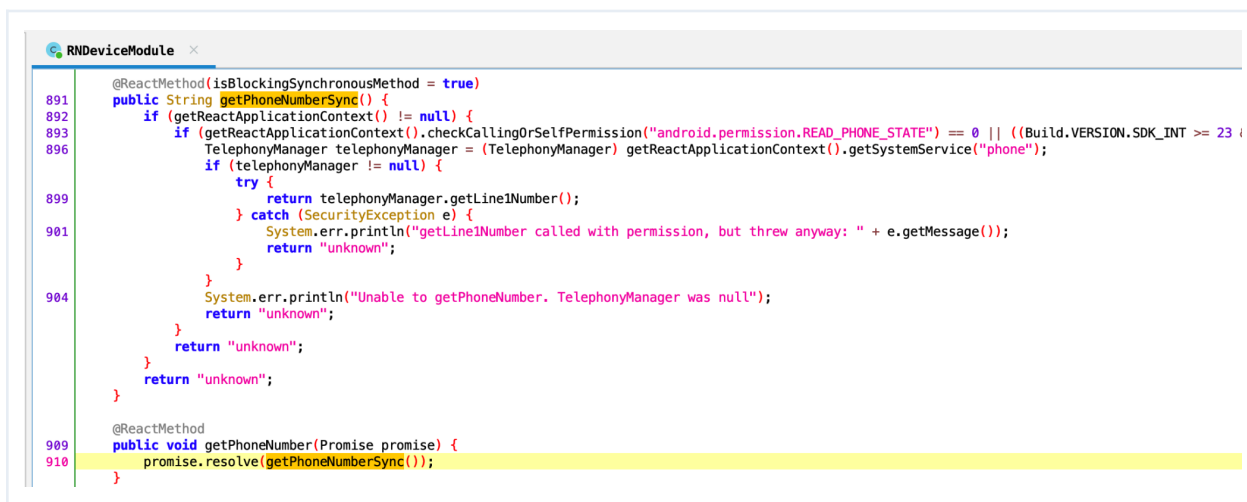 RNDeviceModule ×
@ReactMethod(isBlockingSynchronousMethod = true)
891 public String getPhoneNumberSync() {
892 if (getReactApplicationContext() != null) {
893 if (getReactApplicationContext().checkCallingOrSelfPermission("android.permission.READ_PHONE_STATE") == 0 || ((Build.VERSION.SDK_INT >= 23
896 TelephonyManager telephonyManager = (TelephonyManager) getReactApplicationContext().getSystemService("phone");
if (telephonyManager != null) {
try {
899 return telephonyManager.getLine1Number();
} catch (SecurityException e) {
901 System.err.println("getLine1Number called with permission, but threw anyway: " + e.getMessage());
return "unknown";
}
}
904 System.err.println("Unable to getPhoneNumber. TelephonyManager was null");
return "unknown";
}
return "unknown";
}
return "unknown";
}
@ReactMethod
909 public void getPhoneNumber(Promise promise) {
910 promise.resolve(getPhoneNumberSync());
}